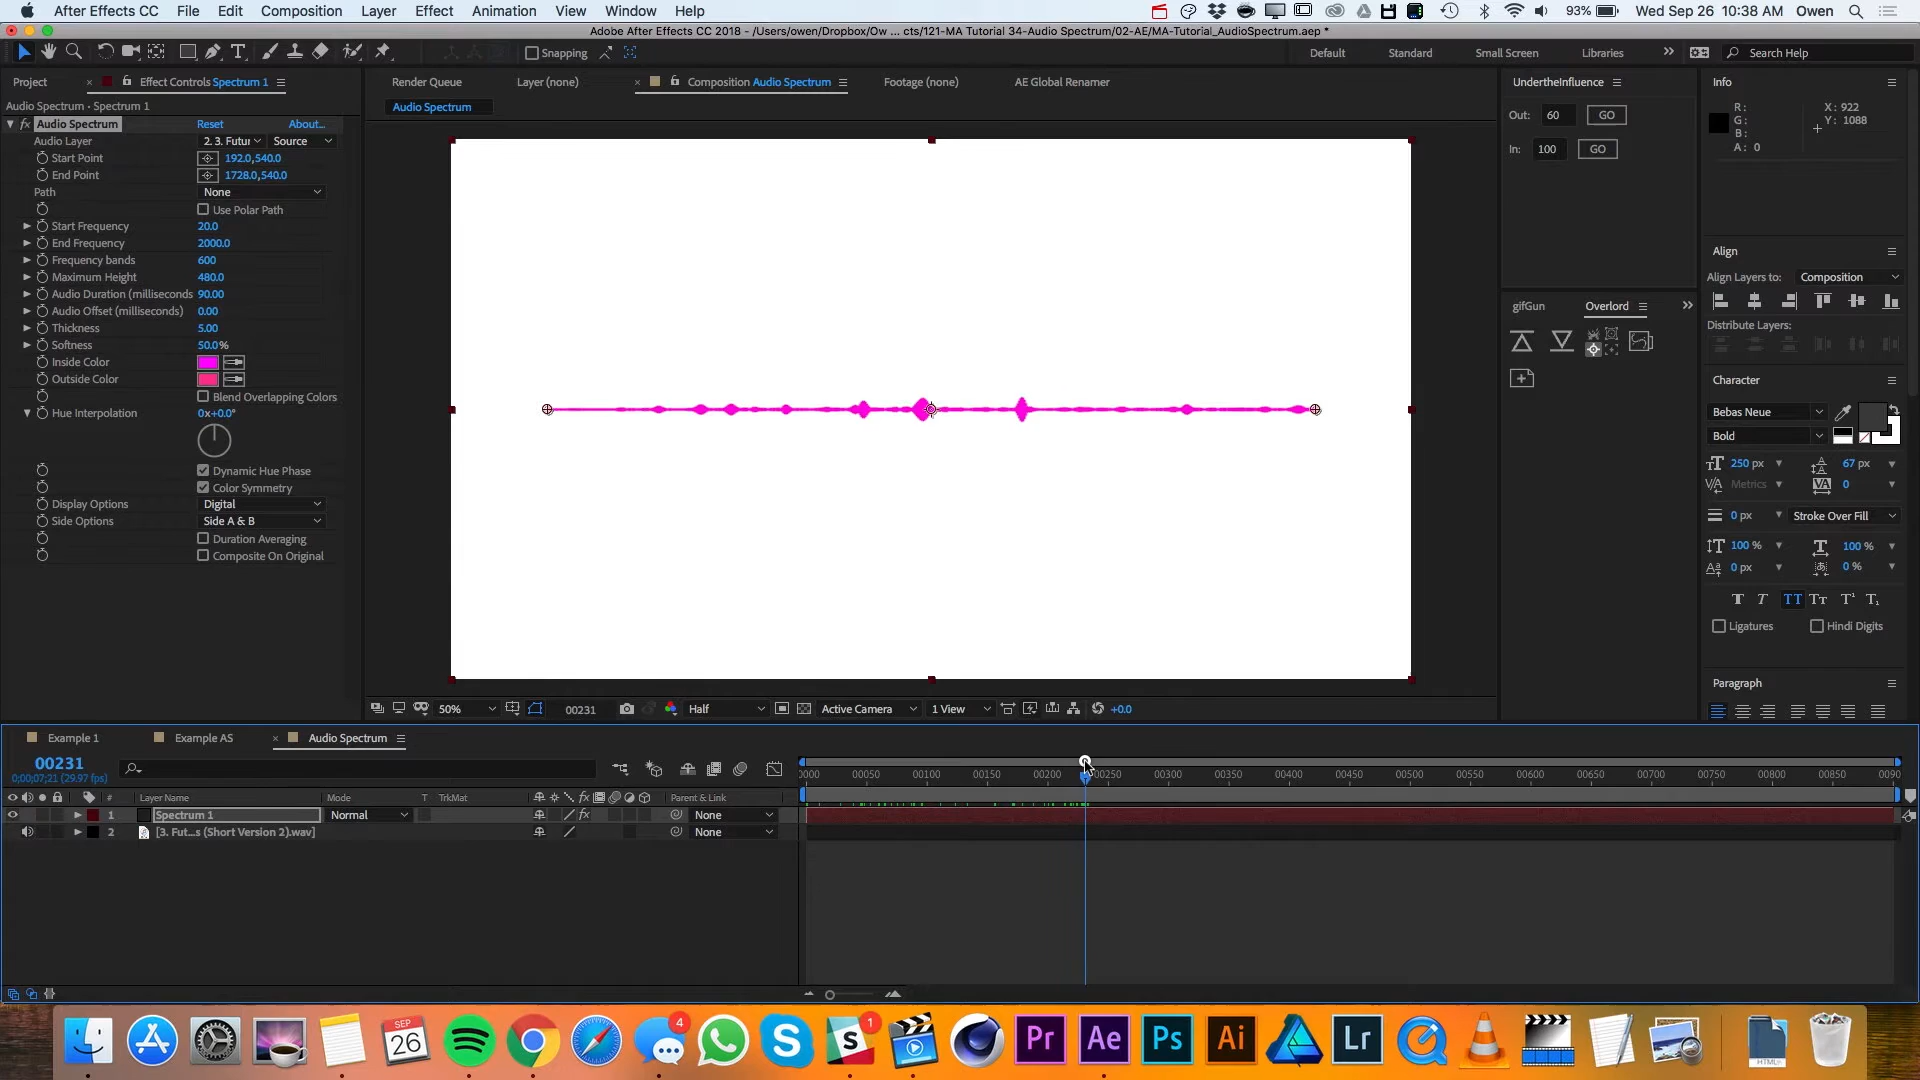 After Effects CC File Edit Composition Layer Effect Animation View Window Help 93% Wed Sep 26 10:38 AM Owen
Adobe After Effects CC 2018 - /Users/owen/Dropbox/Ow ... cts/121-MA Tutorial 34-Audio Spectrum/02-AE/MA-Tutorial_AudioSpectrum.aep *
Snapping Default Standard Small Screen Libraries Search Help
Project Effect Controls Spectrum 1
Audio Spectrum • Spectrum 1
fx Audio Spectrum Reset About...
Audio Layer 2. 3. Futur Source
Start Point 192.0,540.0
End Point 1728.0,540.0
Path None
Use Polar Path
Start Frequency 20.0
End Frequency 2000.0
Frequency bands 600
Maximum Height 480.0
Audio Duration (milliseconds 90.00
Audio Offset (milliseconds) 0.00
Thickness 5.00
Softness 50.0%
Inside Color
Outside Color
Blend Overlapping Colors
Hue Interpolation 0x+0.0°
Dynamic Hue Phase
Color Symmetry
Display Options Digital
Side Options Side A & B
Duration Averaging
Composite On Original
Render Queue Layer (none) Composition Audio Spectrum Footage (none) AE Global Renamer
Audio Spectrum
50% 00231 Half Active Camera 1 View +0.0
UndertheInfluence
Out: 60 GO
In: 100 GO
gifGun Overlord
Info
R: X: 922
G: Y: 1088
B:
A: 0
Align
Align Layers to: Composition
Distribute Layers:
Character
Bebas Neue
Bold
250 px 67 px
Metrics 0
0 px Stroke Over Fill
100 % 100 %
0 px 0 %
T T TT Tt T¹ T₁
Ligatures Hindi Digits
Paragraph
Example 1 Example AS Audio Spectrum
00231
0;00;07;21 (29.97 fps)
0000 00050 00100 00150 00200 00250 00300 00350 00400 00450 00500 00550 00600 00650 00700 00750 00800 00850 0090
# Layer Name Mode T TrkMat fx Parent & Link
1 Spectrum 1 Normal fx None
2 [3. Fut...s (Short Version 2).wav] None
SEP
26
4
1
Pr Ae Ps Ai Lr
HTML